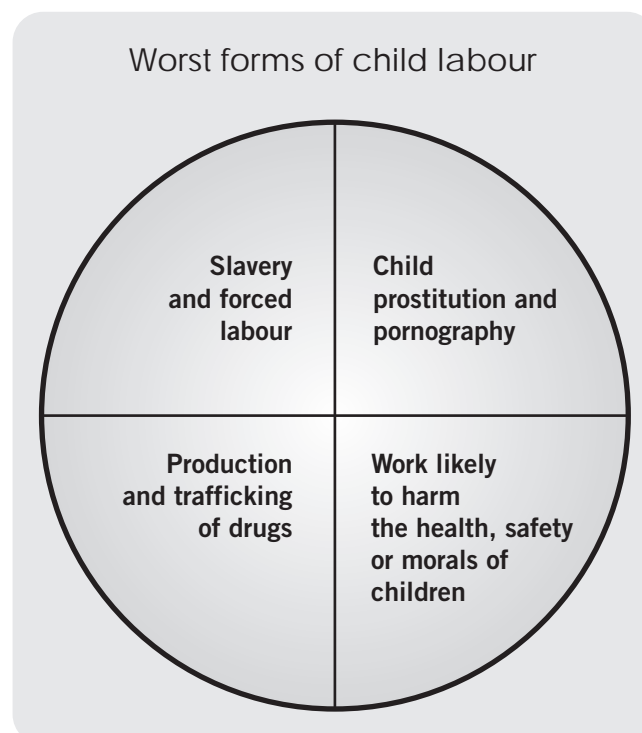 Worst forms of child labour
Slavery
and forced
labour
Child
prostitution and
pornography
Production
and trafficking
of drugs
Work likely
to harm
the health, safety
or morals of
children